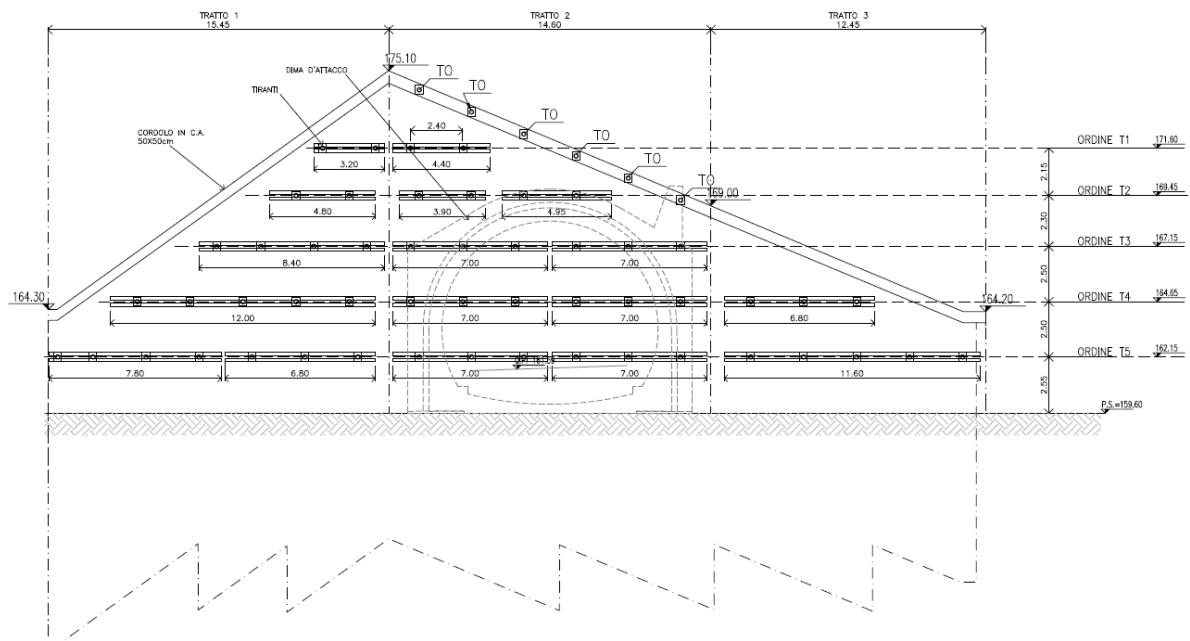 TRATTO 1
15.45
TRATTO 2
14.60
TRATTO 3
12.45
175.10
DIMA D'ATTACCO
TIRANTI
CORDOLO IN C.A.
50X50cm
TO
TO
TO
TO
TO
TO
2.40
3.20
4.40
ORDINE T1
171.60
2.15
4.80
3.90
4.95
169.00
ORDINE T2
169.45
2.30
8.40
7.00
7.00
ORDINE T3
167.15
2.50
164.30
12.00
7.00
7.00
6.80
164.20
ORDINE T4
164.65
2.50
7.80
6.80
7.00
7.00
11.60
ORDINE T5
162.15
2.55
P.S.=159.60